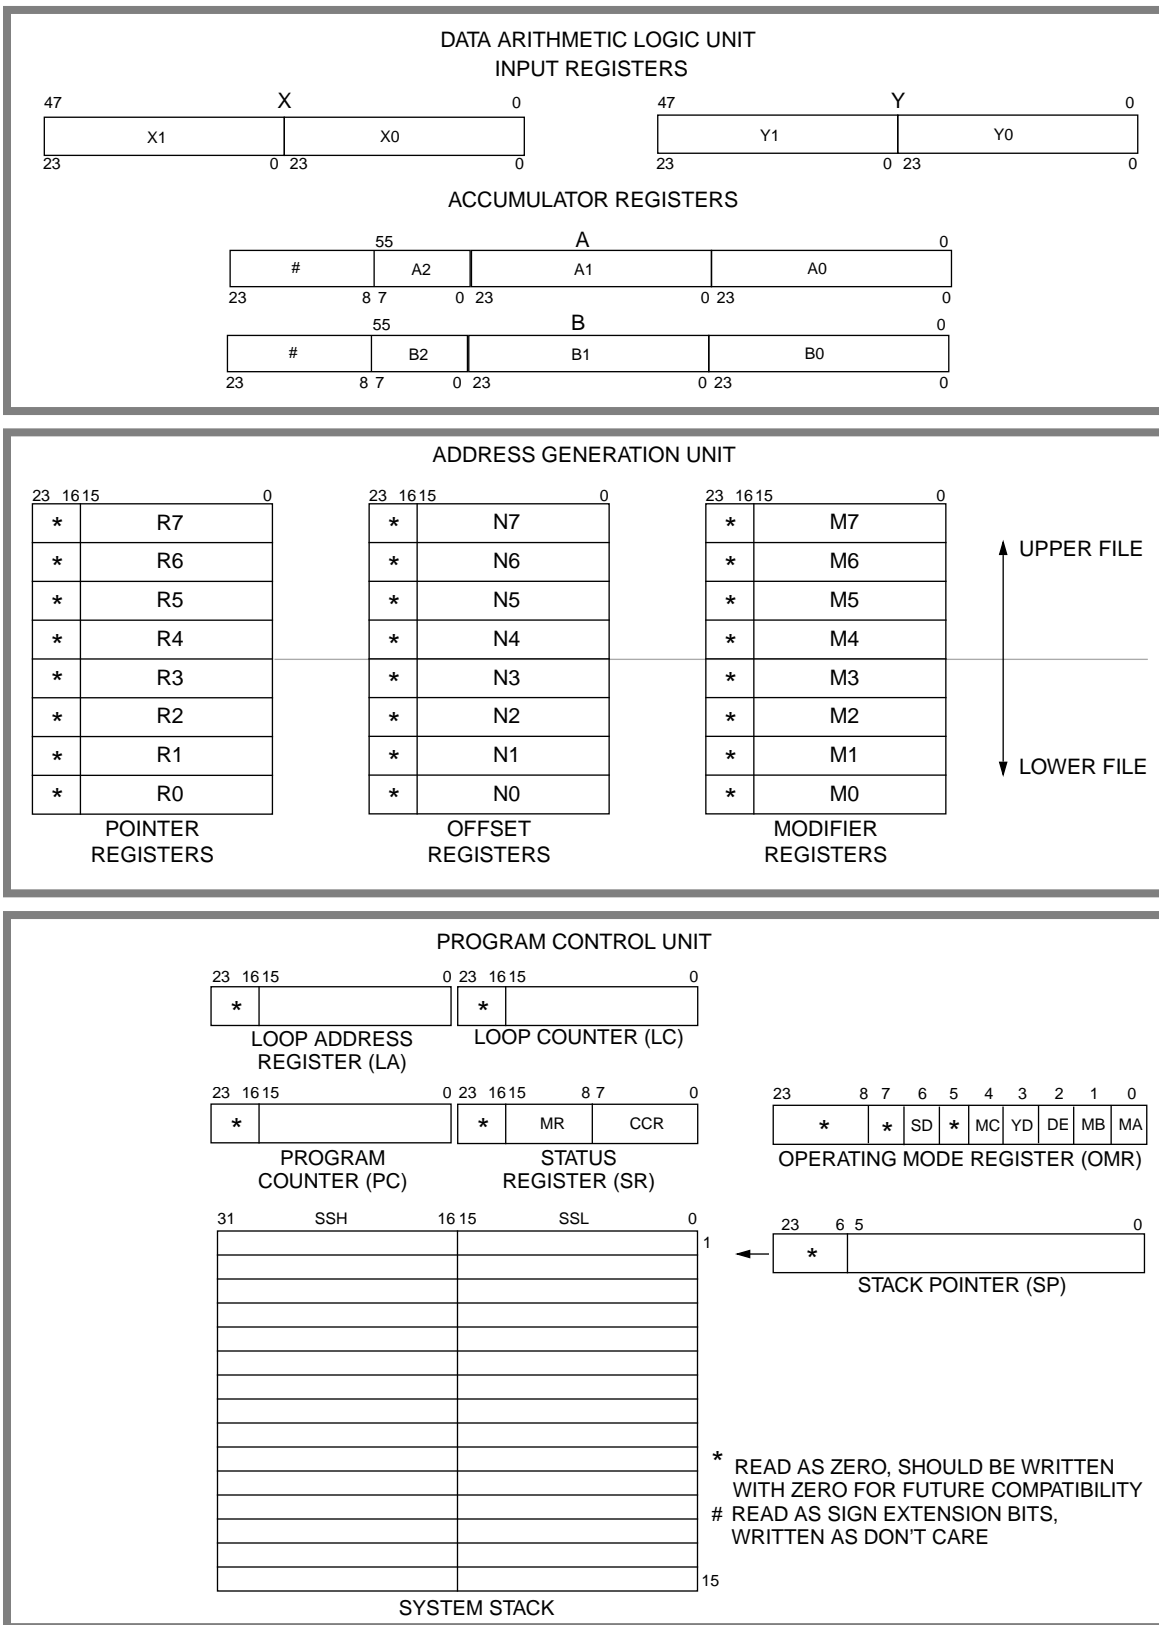 DATA ARITHMETIC LOGIC UNIT
INPUT REGISTERS
47 X 0 47 Y 0
X1 X0 Y1 Y0
23 0 23 0 23 0 23 0
ACCUMULATOR REGISTERS
55 A 0
# A2 A1 A0
23 8 7 0 23 0 23 0
55 B 0
# B2 B1 B0
23 8 7 0 23 0 23 0
ADDRESS GENERATION UNIT
23 16 15 0 23 16 15 0 23 16 15 0
* R7 * N7 * M7
* R6 * N6 * M6 UPPER FILE
* R5 * N5 * M5
* R4 * N4 * M4
* R3 * N3 * M3
* R2 * N2 * M2
* R1 * N1 * M1 LOWER FILE
* R0 * N0 * M0
POINTER OFFSET MODIFIER
REGISTERS REGISTERS REGISTERS
PROGRAM CONTROL UNIT
23 16 15 0 23 16 15 0
* *
LOOP ADDRESS LOOP COUNTER (LC)
REGISTER (LA)
23 16 15 0 23 16 15 8 7 0 23 8 7 6 5 4 3 2 1 0
* * MR CCR * * SD * MC YD DE MB MA
PROGRAM STATUS OPERATING MODE REGISTER (OMR)
COUNTER (PC) REGISTER (SR)
31 SSH 16 15 SSL 0 23 6 5 0
1 *
STACK POINTER (SP)
* READ AS ZERO, SHOULD BE WRITTEN
WITH ZERO FOR FUTURE COMPATIBILITY
# READ AS SIGN EXTENSION BITS,
WRITTEN AS DON'T CARE
15
SYSTEM STACK